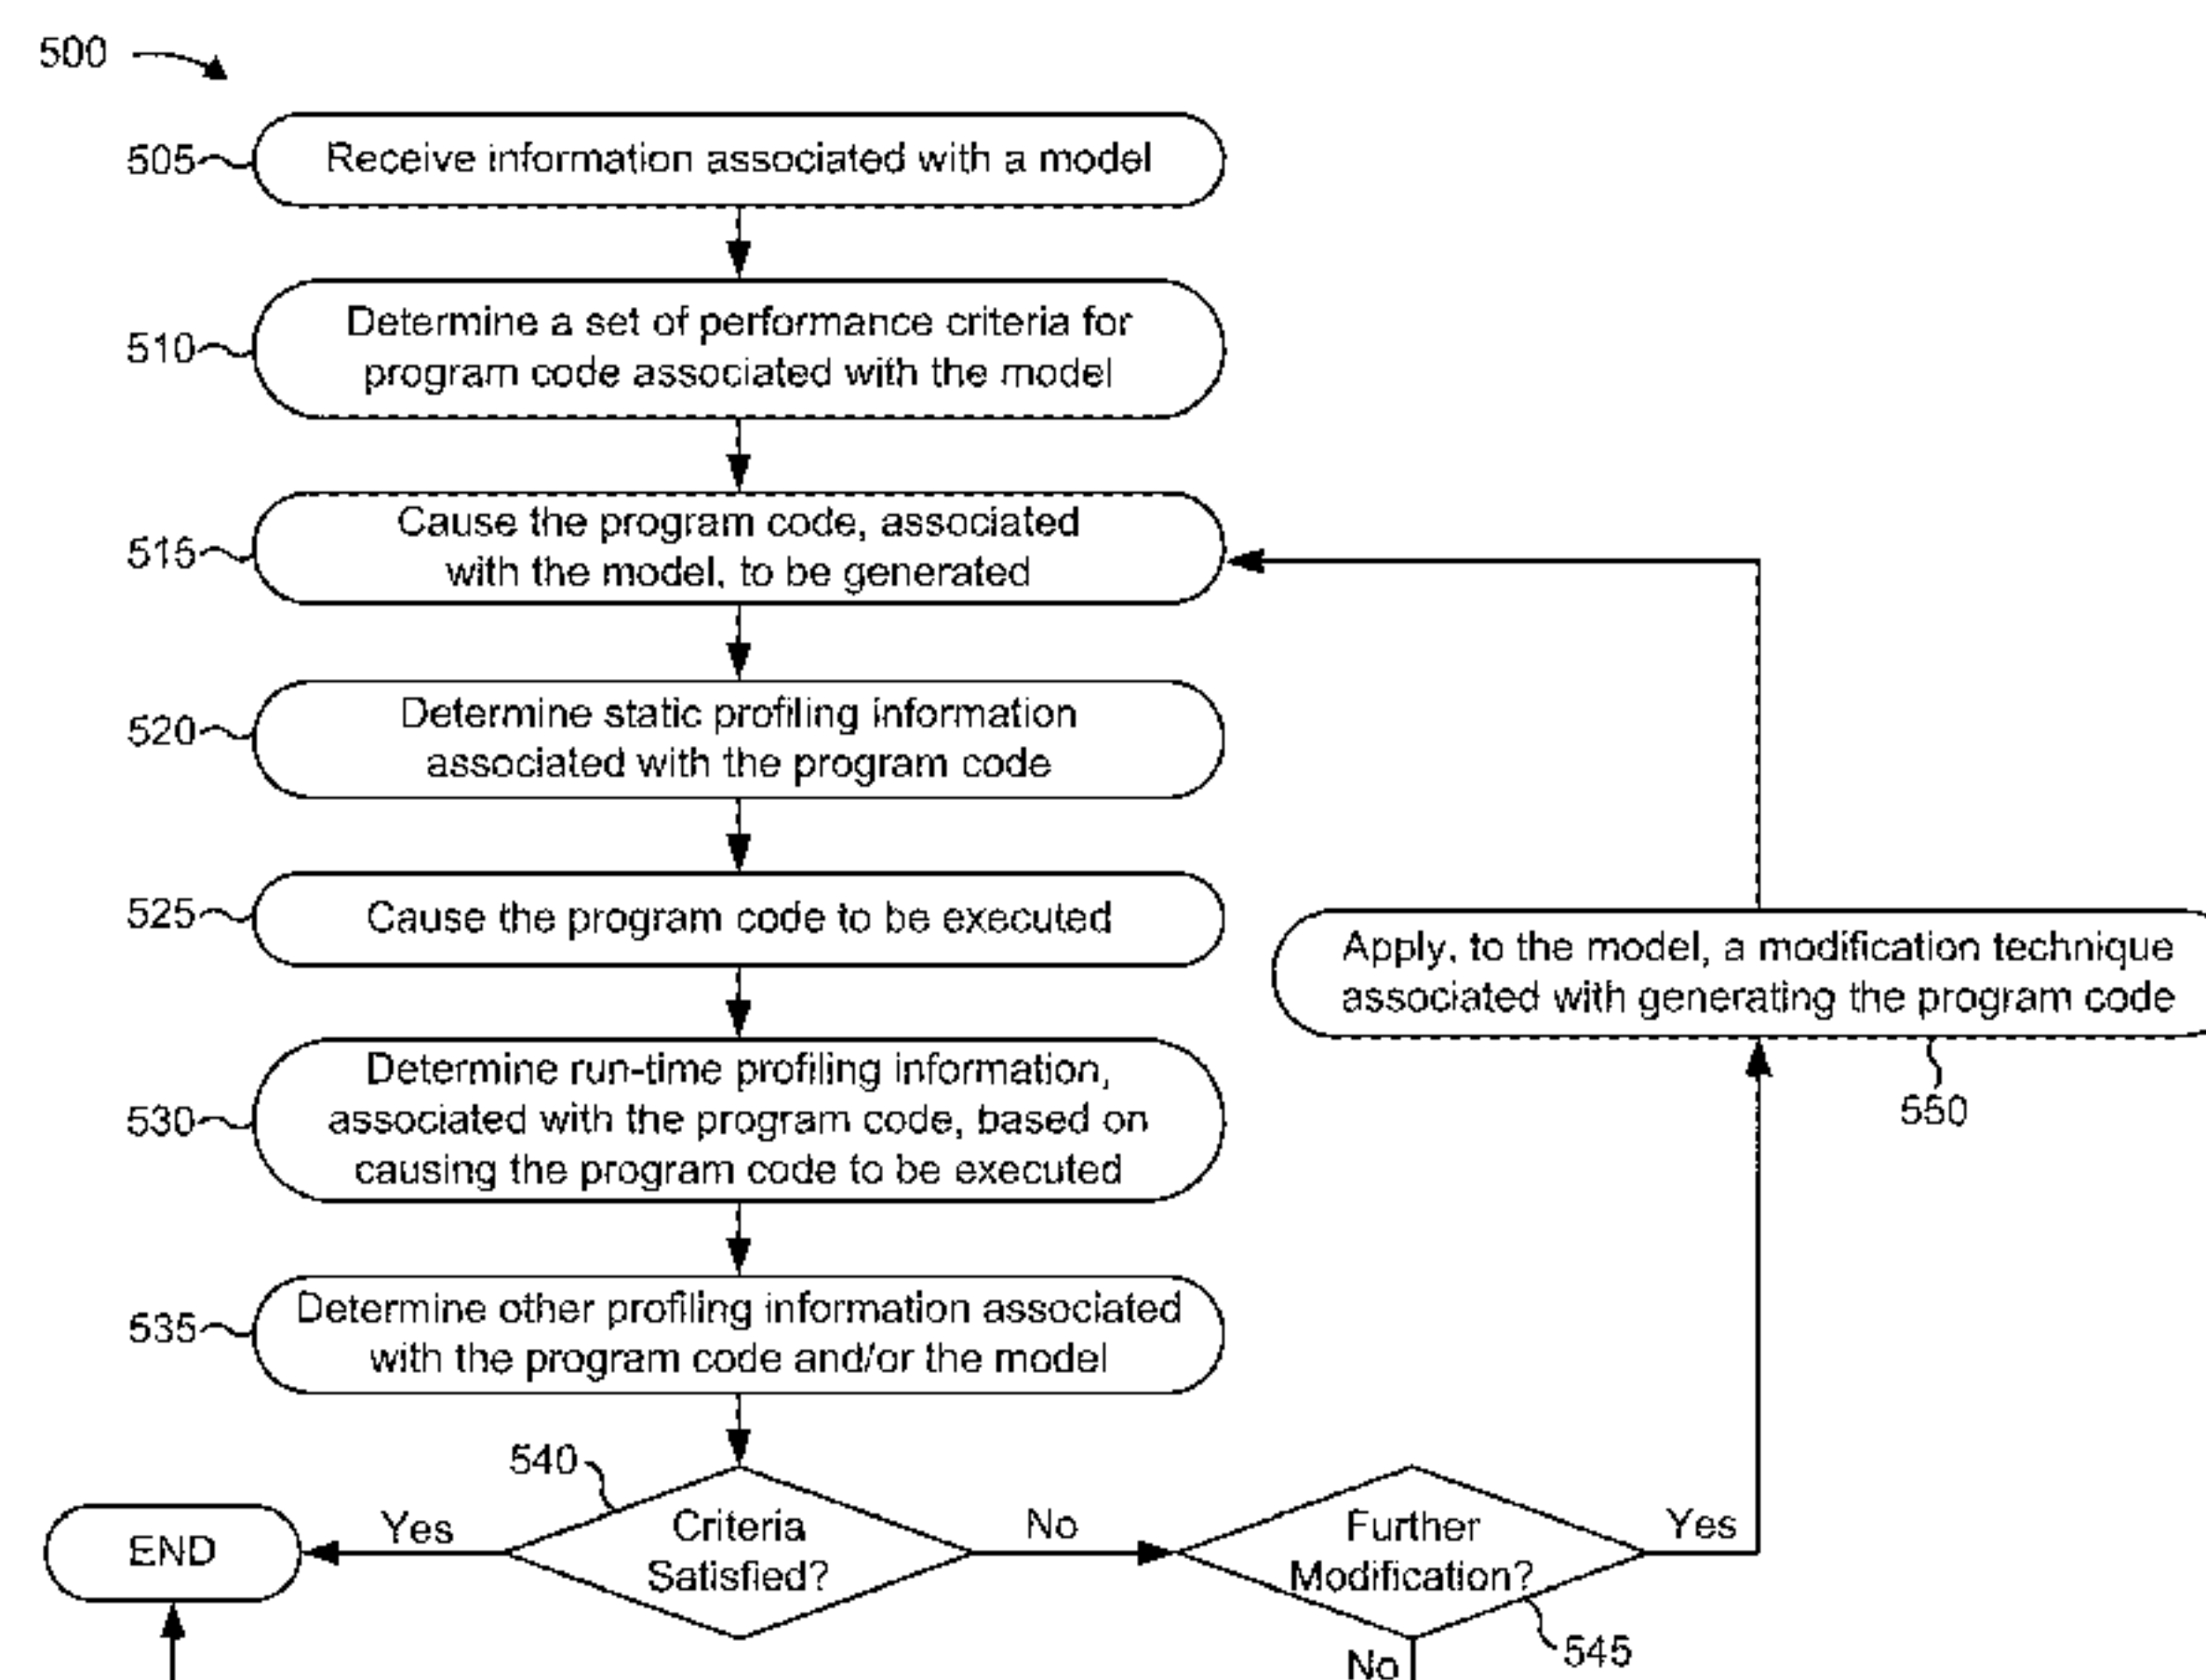 500
505
Receive information associated with a model
510
Determine a set of performance criteria for
program code associated with the model
515
Cause the program code, associated
with the model, to be generated
520
Determine static profiling information
associated with the program code
525
Cause the program code to be executed
Apply, to the model, a modification technique
associated with generating the program code
550
530
Determine run-time profiling information,
associated with the program code, based on
causing the program code to be executed
535
Determine other profiling information associated
with the program code and/or the model
540
END
Yes
Criteria
Satisfied?
No
Further
Modification?
Yes
545
No